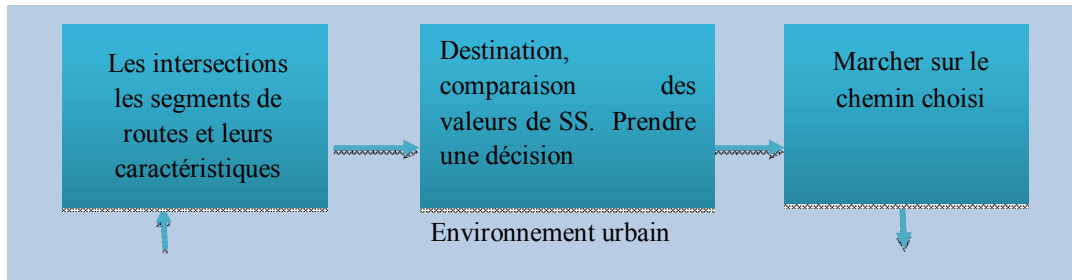 Les intersections
les segments de
routes et leurs
caractéristiques
Destination,
comparaison des
valeurs de SS. Prendre
une décision
Marcher sur le
chemin choisi
Environnement urbain